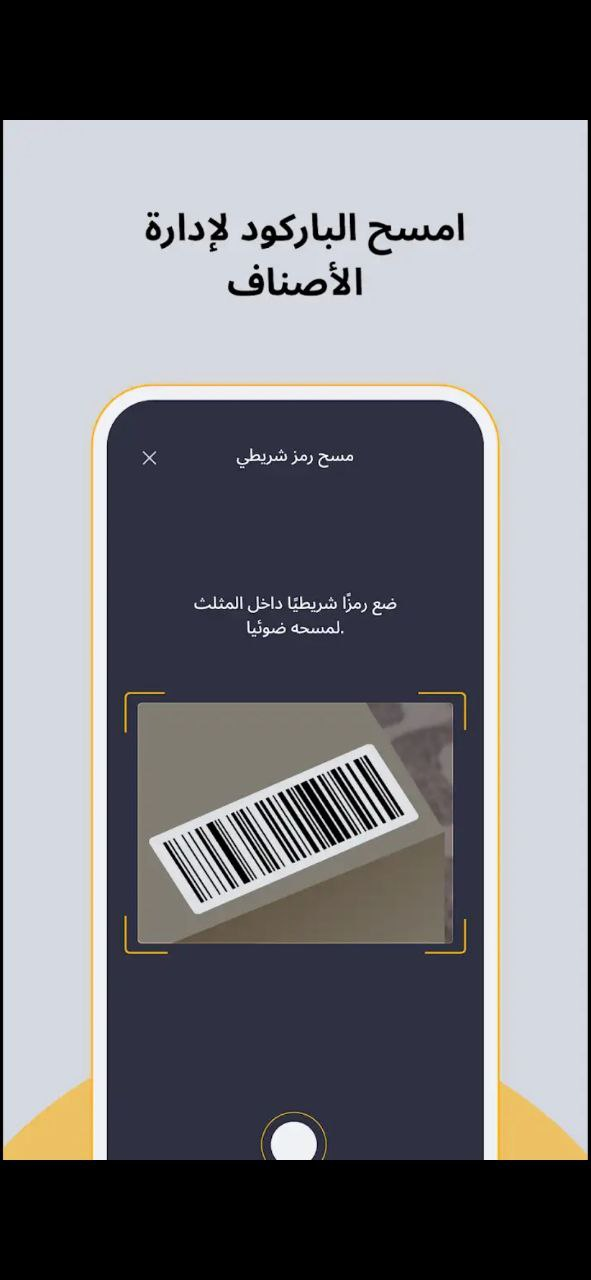 امسح الباركود لإدارة
الأصناف
مسح رمز شريطي
ضع رمزًا شريطيًا داخل المثلث
لمسحه ضوئيا.